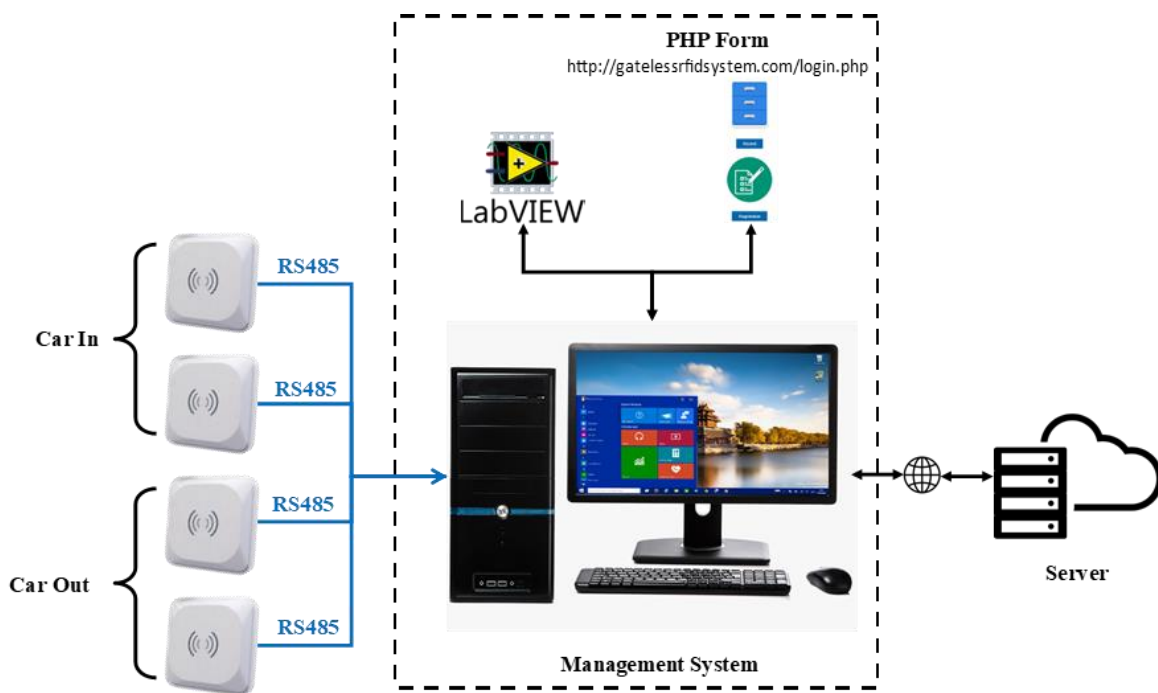 PHP Form
http://gatelessrfidsystem.com/login.php
LabVIEW
RS485
Car In
RS485
RS485
Car Out
RS485
Server
Management System